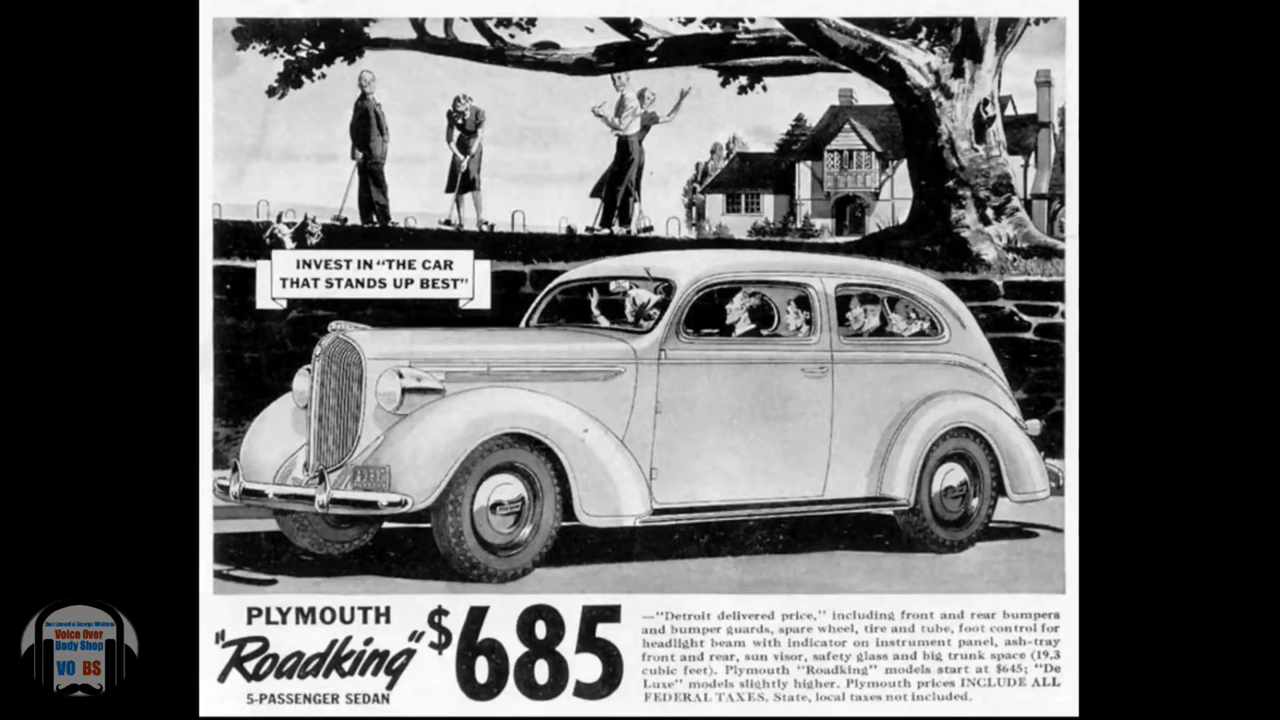 INVEST IN "THE CAR
THAT STANDS UP BEST"
PLYMOUTH
"Roadking"
5-PASSENGER SEDAN
$685
—"Detroit delivered price," including front and rear bumpers
and bumper guards, spare wheel, tire and tube, foot control for
headlight beam with indicator on instrument panel, ash-tray
front and rear, sun visor, safety glass and big trunk space (19.3
cubic feet). Plymouth "Roadking" models start at $645; "De
Luxe" models slightly higher. Plymouth prices INCLUDE ALL
FEDERAL TAXES. State, local taxes not included.
Voice Over
Body Shop
VO BS